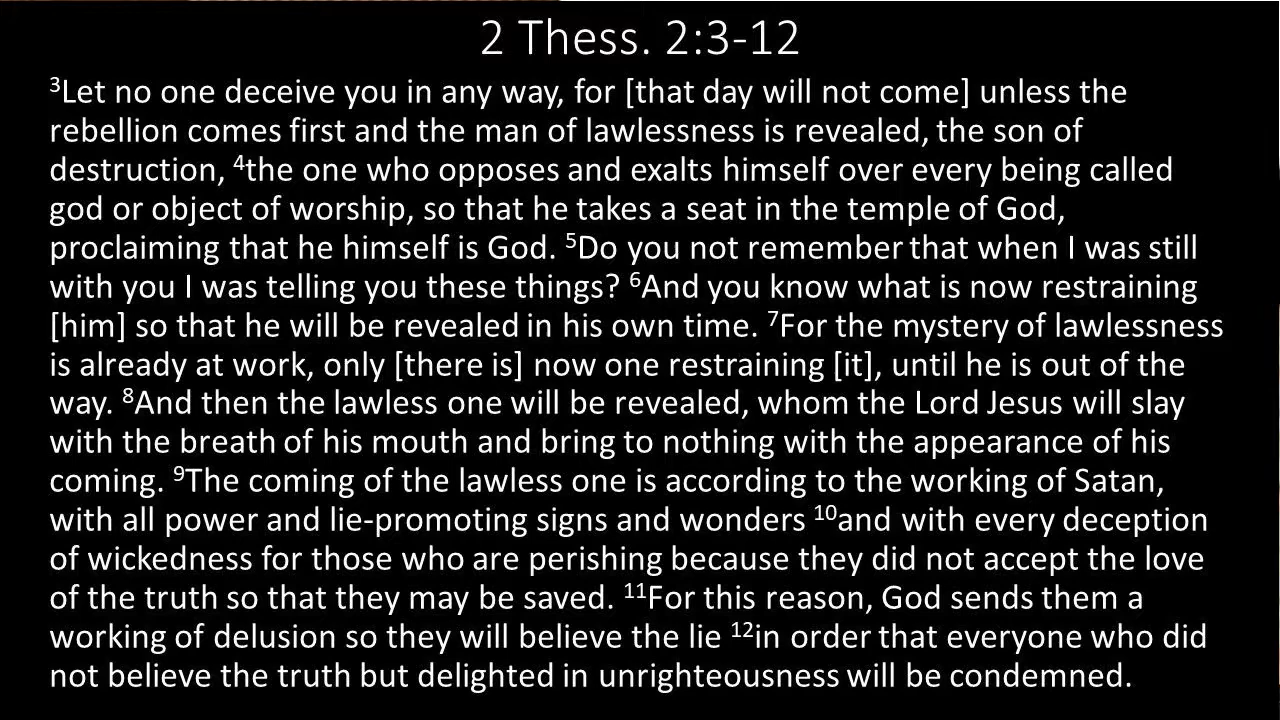 2 Thess. 2:3-12
³Let no one deceive you in any way, for [that day will not come] unless the
rebellion comes first and the man of lawlessness is revealed, the son of
destruction, ⁴the one who opposes and exalts himself over every being called
god or object of worship, so that he takes a seat in the temple of God,
proclaiming that he himself is God. ⁵Do you not remember that when I was still
with you I was telling you these things? ⁶And you know what is now restraining
[him] so that he will be revealed in his own time. ⁷For the mystery of lawlessness
is already at work, only [there is] now one restraining [it], until he is out of the
way. ⁸And then the lawless one will be revealed, whom the Lord Jesus will slay
with the breath of his mouth and bring to nothing with the appearance of his
coming. ⁹The coming of the lawless one is according to the working of Satan,
with all power and lie-promoting signs and wonders ¹⁰and with every deception
of wickedness for those who are perishing because they did not accept the love
of the truth so that they may be saved. ¹¹For this reason, God sends them a
working of delusion so they will believe the lie ¹²in order that everyone who did
not believe the truth but delighted in unrighteousness will be condemned.